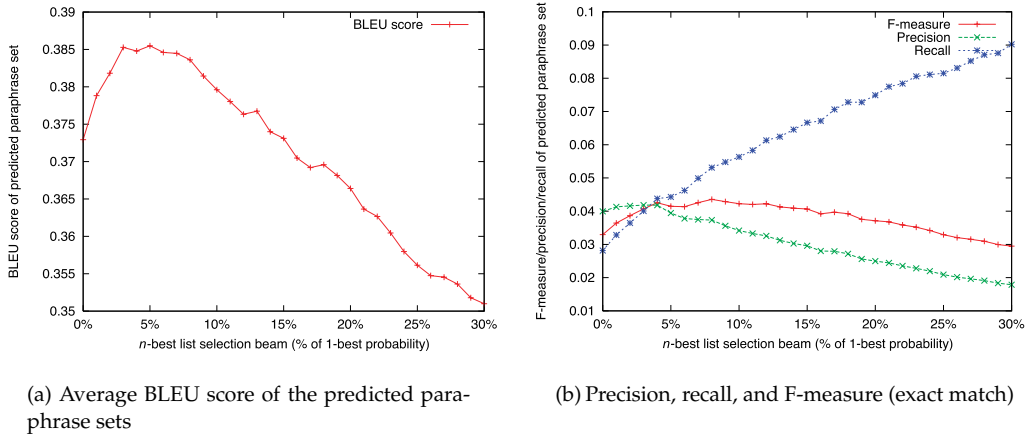 BLEU score
0.385
0.38
0.375
0.37
0.365
0.36
0.355
0.35
BLEU score of predicted paraphrase set
0% 5% 10% 15% 20% 25% 30%
n-best list selection beam (% of 1-best probability)
(a) Average BLEU score of the predicted para-
phrase sets
F-measure
Precision
Recall
0.1
0.09
0.08
0.07
0.06
0.05
0.04
0.03
0.02
0.01
F-measure/precision/recall of predicted paraphrase set
0% 5% 10% 15% 20% 25% 30%
n-best list selection beam (% of 1-best probability)
(b) Precision, recall, and F-measure (exact match)